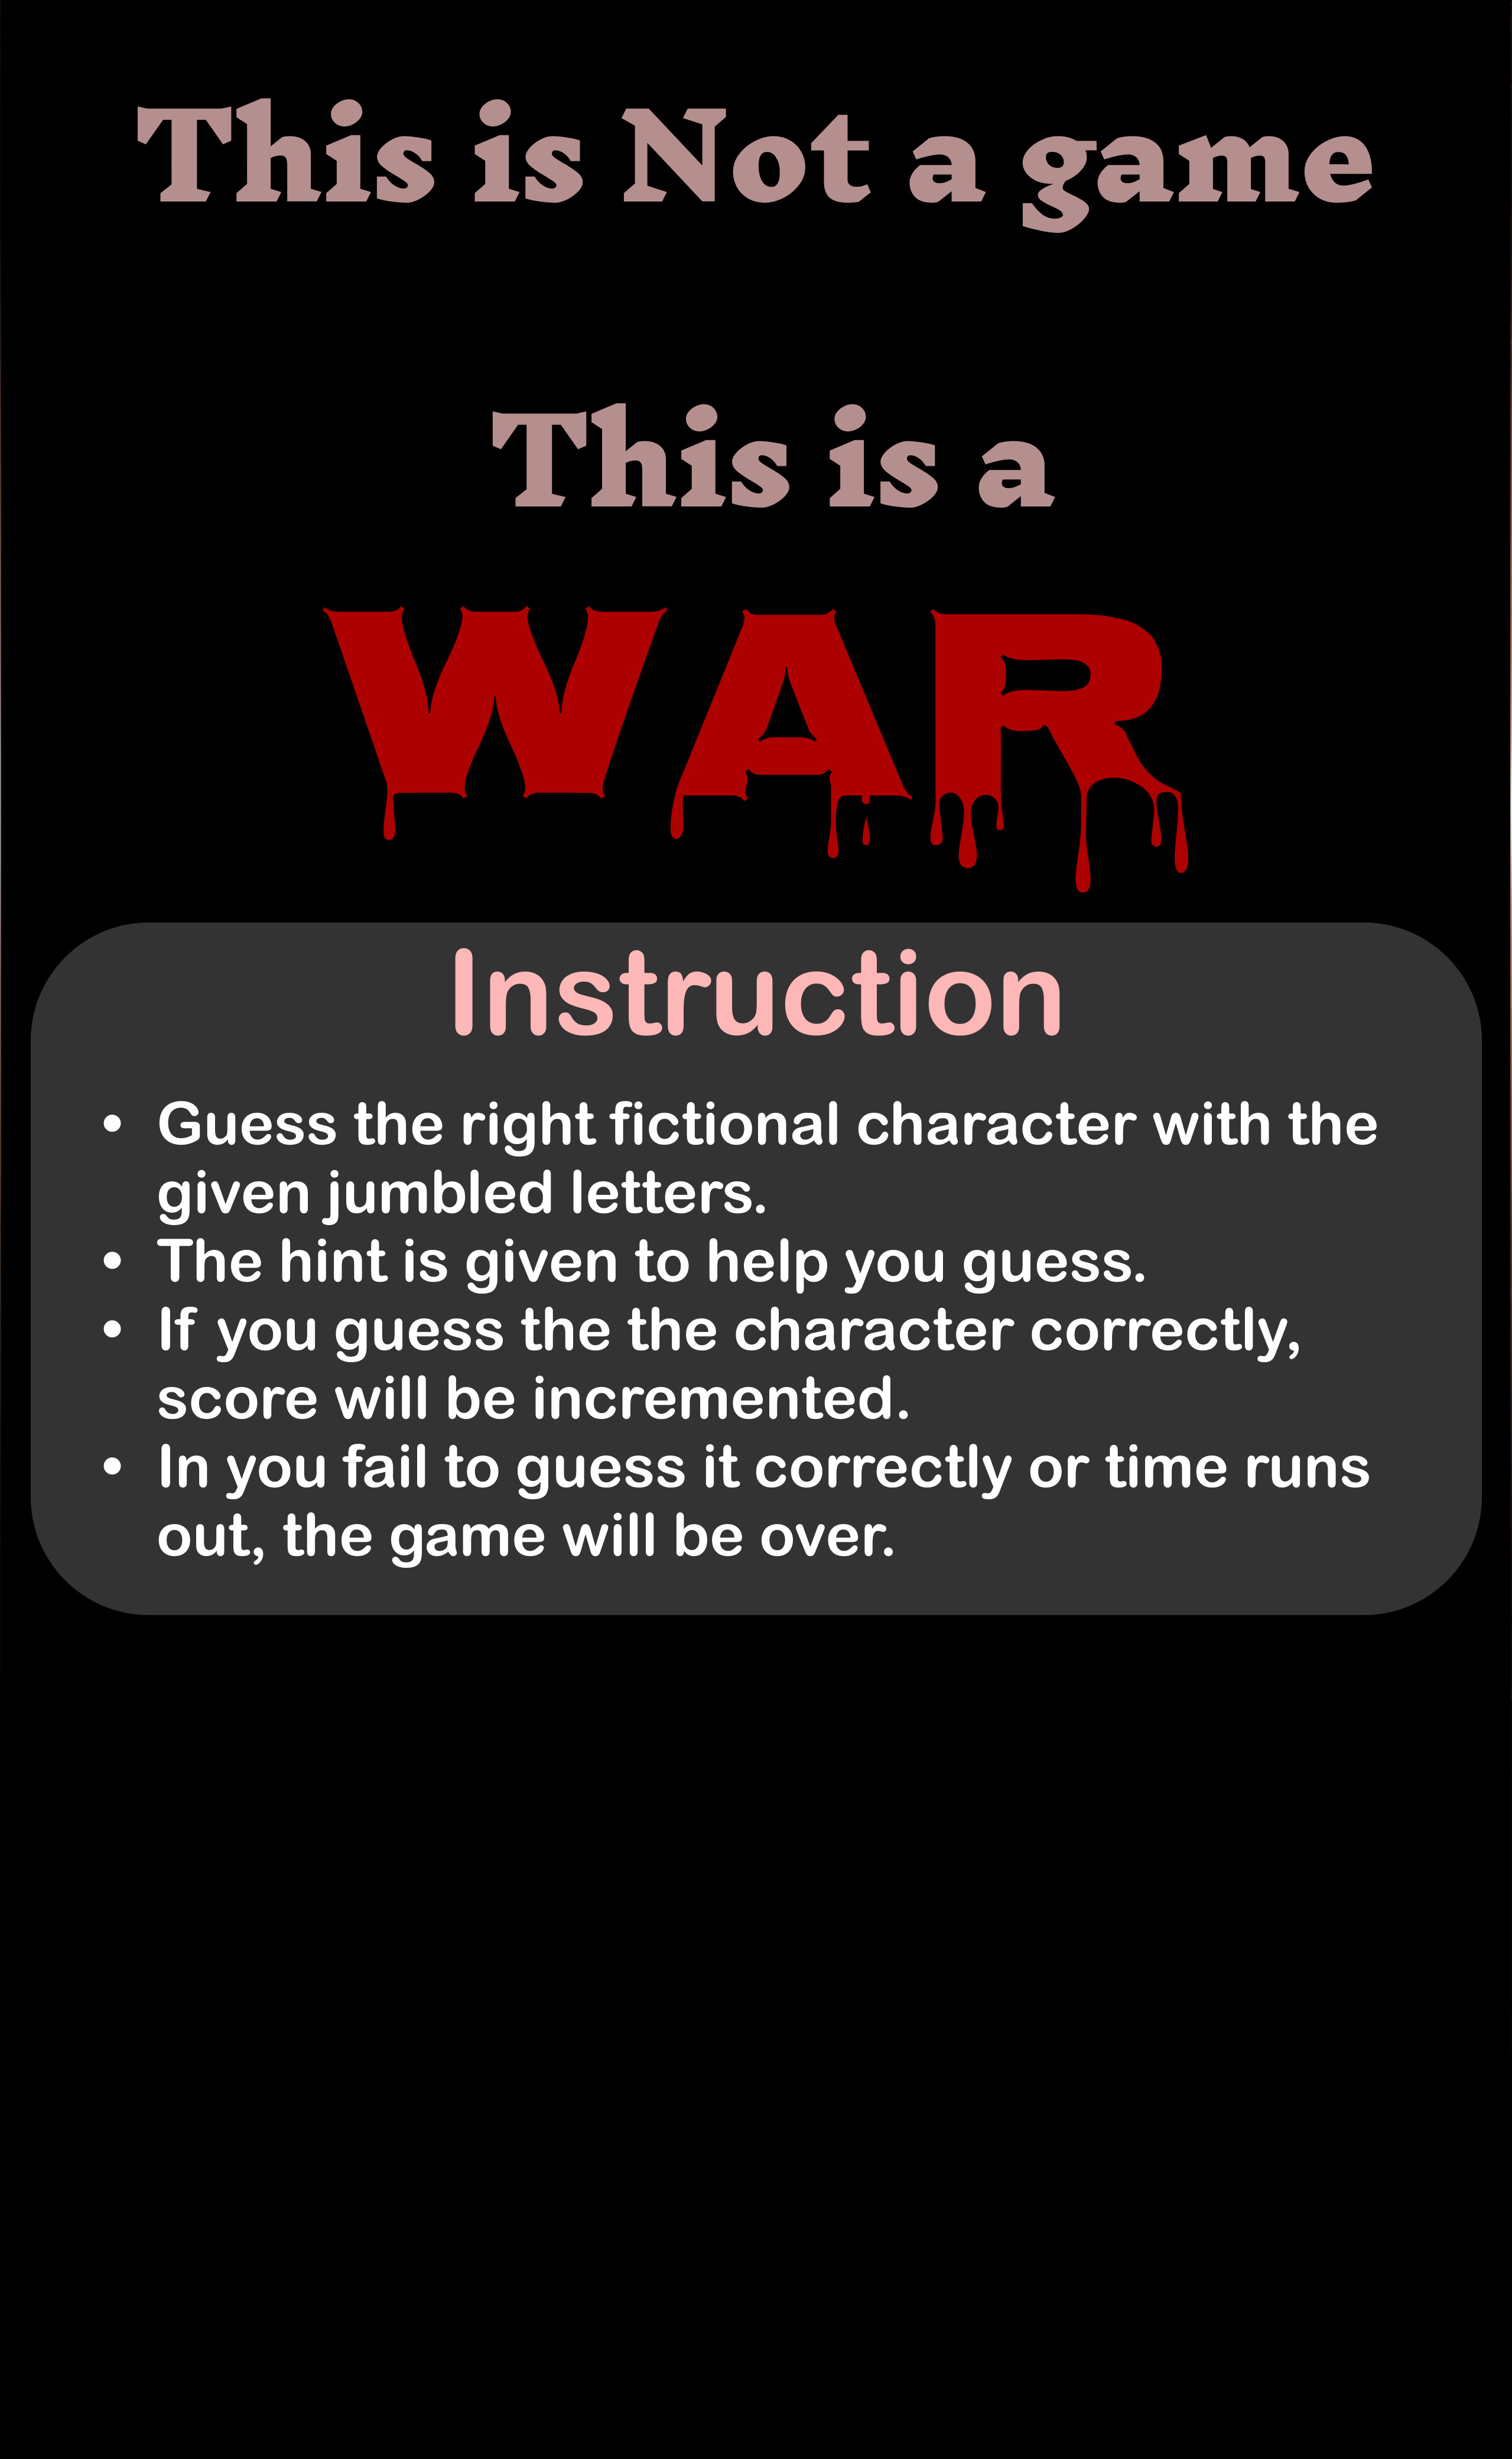 This is Not a game
This is a
WAR
Instruction
• Guess the right fictional character with the
given jumbled letters.
• The hint is given to help you guess.
• If you guess the the character correctly,
score will be incremented.
• In you fail to guess it correctly or time runs
out, the game will be over.